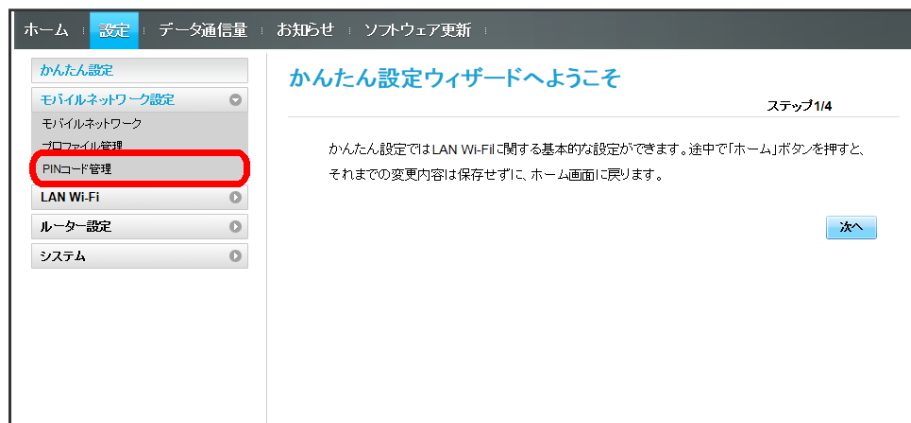 ホーム 設定 データ通信量 お知らせ ソフトウェア更新
かんたん設定
モバイルネットワーク設定
モバイルネットワーク
プロファイル管理
PINコード管理
LAN Wi-Fi
ルーター設定
システム
かんたん設定ウィザードへようこそ
ステップ1/4
かんたん設定ではLAN Wi-Fiに関する基本的な設定ができます。途中で「ホーム」ボタンを押すと、
それまでの変更内容は保存せずに、ホーム画面に戻ります。
次へ